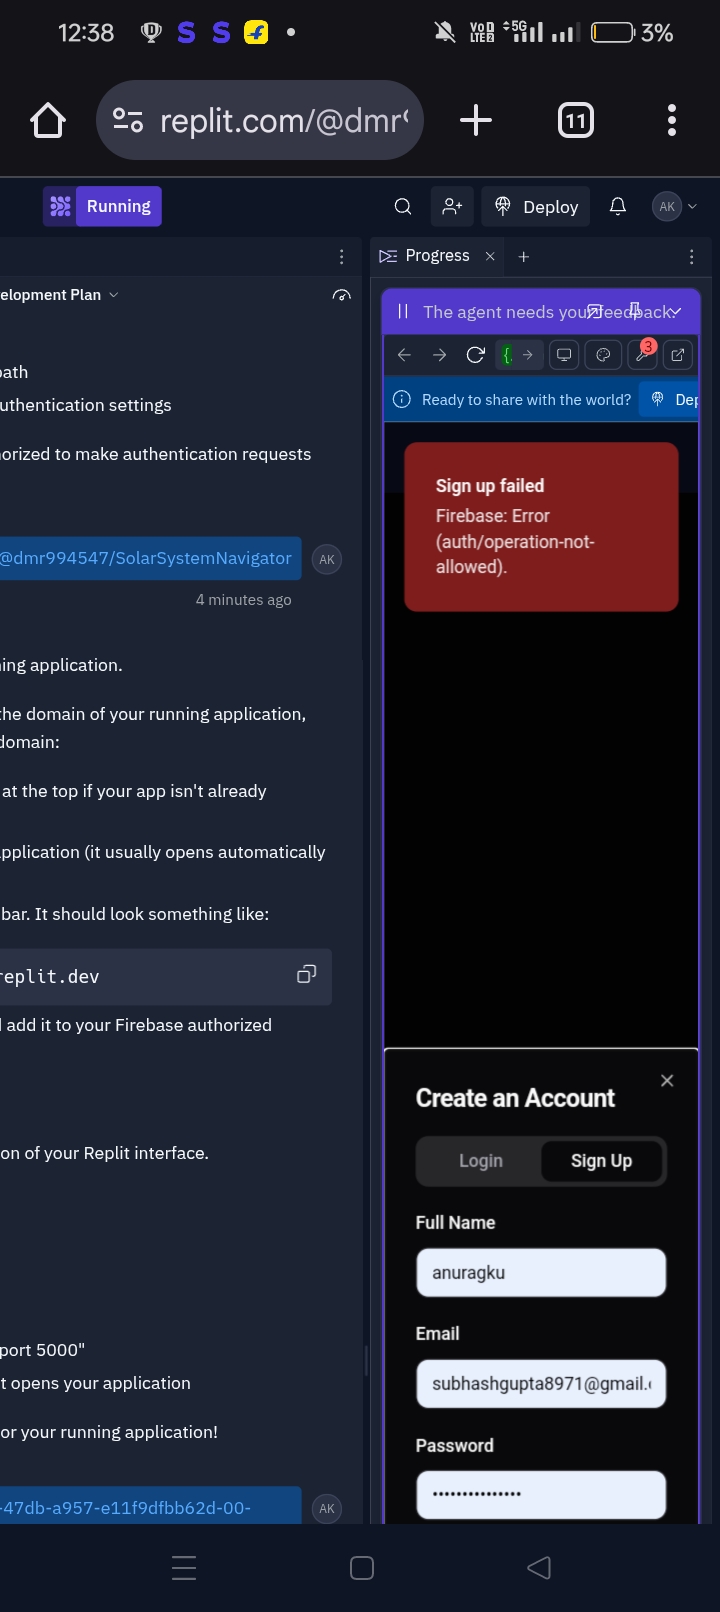 12:38
VoD
LTE2
5G
3%
replit.com/@dmr
11
Running
Deploy
AK
Progress
elopment Plan
The agent needs your feedback.
3
Ready to share with the world?
Dep
ath
uthentication settings
orized to make authentication requests
Sign up failed
Firebase: Error
(auth/operation-not-
allowed).
@dmr994547/SolarSystemNavigator
AK
4 minutes ago
ing application.
the domain of your running application,
domain:
at the top if your app isn't already
pplication (it usually opens automatically
bar. It should look something like:
replit.dev
add it to your Firebase authorized
on of your Replit interface.
port 5000"
t opens your application
or your running application!
-47db-a957-e11f9dfbb62d-00-
AK
Create an Account
Login
Sign Up
Full Name
anuragku
Email
subhashgupta8971@gmail.
Password